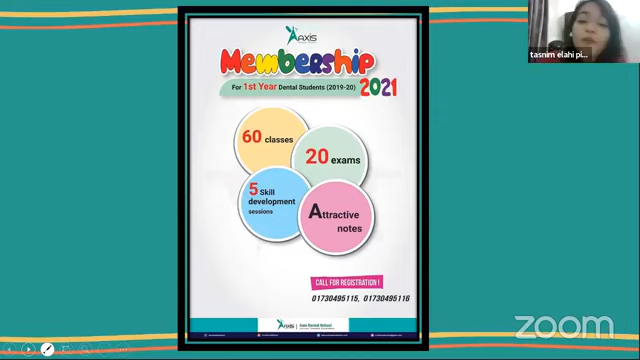 AXIS
tasnim elahi pi...
Membership
For 1st Year Dental Students (2019-20) 2021
60 classes
20 exams
5 Skill
development
sessions
Attractive
notes
CALL FOR REGISTRATION !
01730495115, 01730495116
AXIS Axis Dental School
zoom